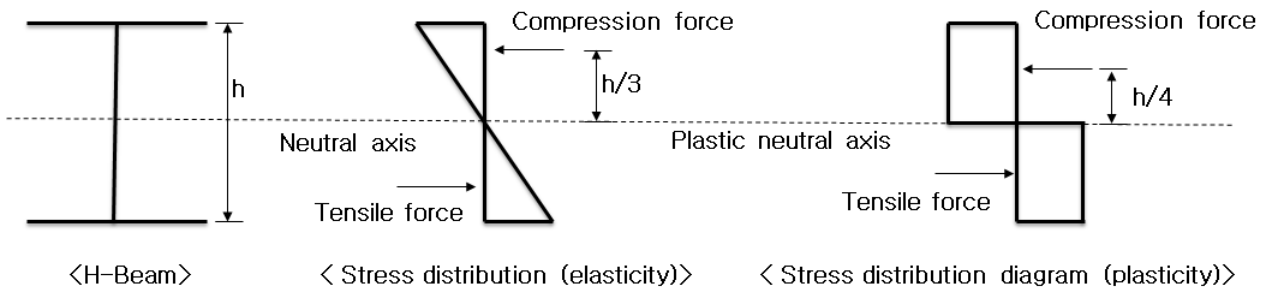 Compression force
Compression force
h
h/3
h/4
Neutral axis
Plastic neutral axis
Tensile force
Tensile force
<H-Beam>
< Stress distribution (elasticity)>
< Stress distribution diagram (plasticity)>